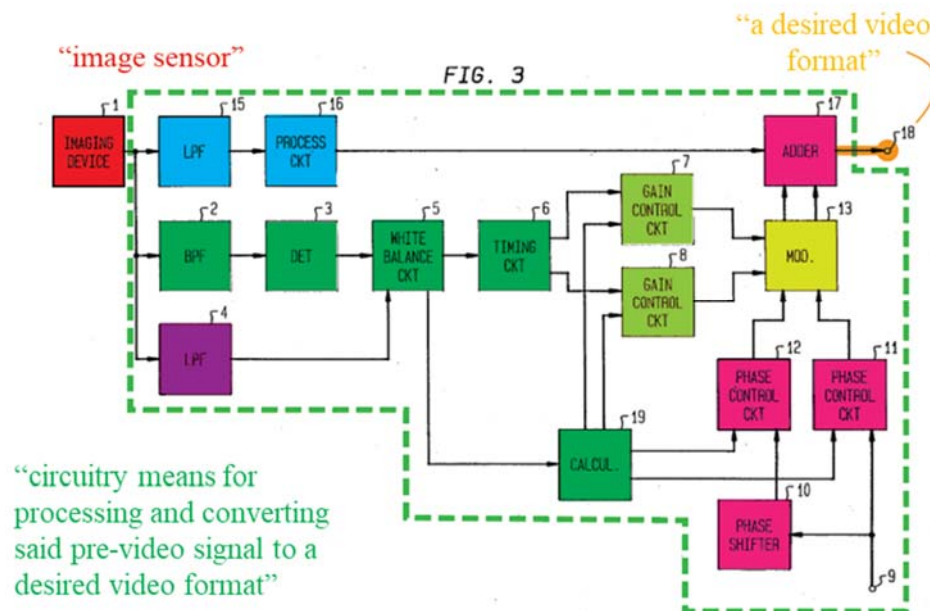 “image sensor”
“a desired video
format”
FIG. 3
1
IMAGING
DEVICE
15
LPF
16
PROCESS
CKT
17
ADDER
18
2
BPF
3
DET
5
WHITE
BALANCE
CKT
6
TIMING
CKT
7
GAIN
CONTROL
CKT
8
GAIN
CONTROL
CKT
13
MOD.
4
LPF
12
PHASE
CONTROL
CKT
11
PHASE
CONTROL
CKT
19
CALCUL.
10
PHASE
SHIFTER
9
“circuitry means for
processing and converting
said pre-video signal to a
desired video format”